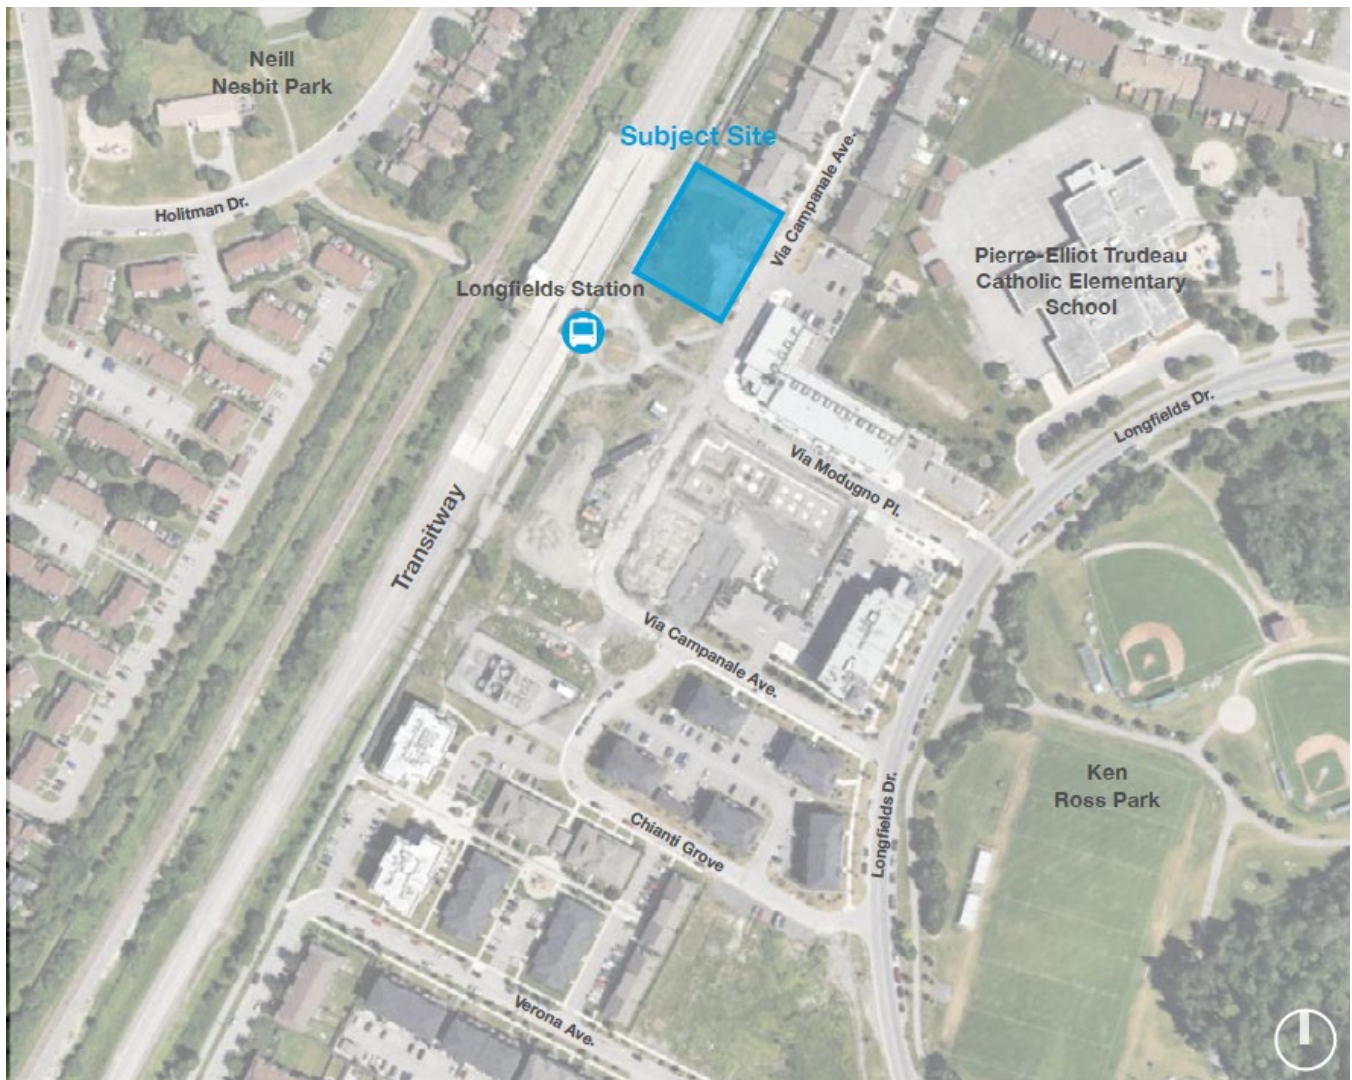 Neill
Nesbit Park
Subject Site
Via Campanale Ave.
Holitman Dr.
Pierre-Elliot Trudeau
Catholic Elementary
School
Longfields Station
Longfields Dr.
Via Modugno Pl.
Transitway
Via Campanale Ave.
Ken
Ross Park
Longfields Dr.
Chianti Grove
Verona Ave.